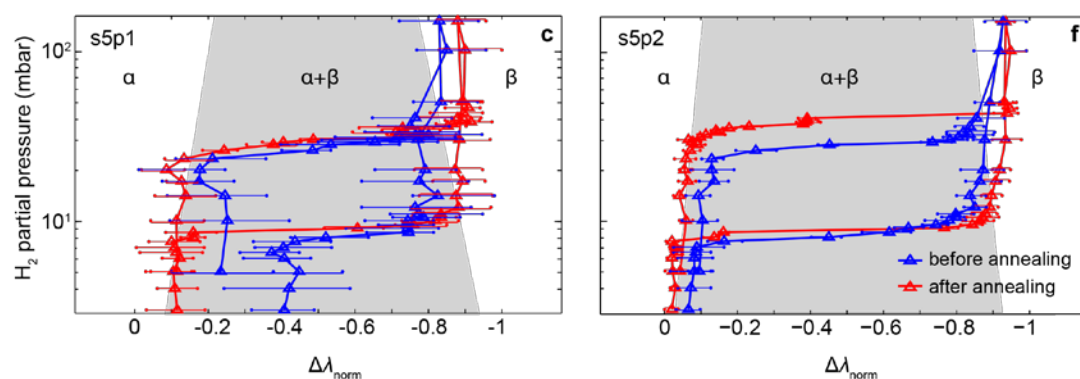 s5p1
c
α
α+β
β
H₂ partial pressure (mbar)
10²
10¹
0
-0.2
-0.4
-0.6
-0.8
-1
Δλnorm
s5p2
f
α
α+β
β
before annealing
after annealing
0
−0.2
−0.4
−0.6
−0.8
−1
Δλnorm